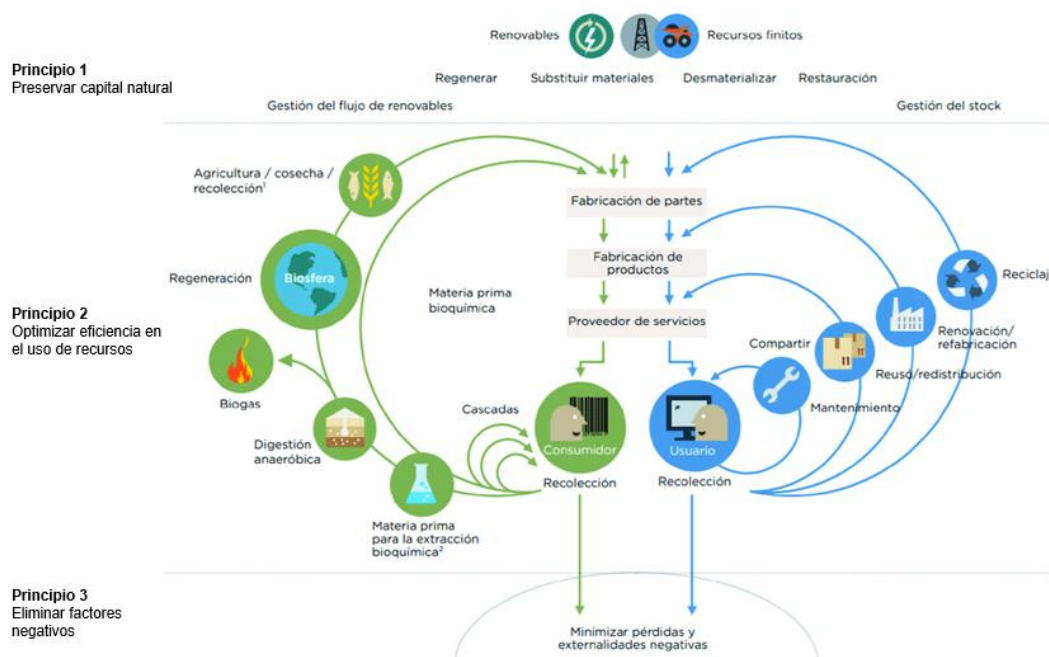 Renovables
Recursos finitos
Principio 1
Preservar capital natural
Regenerar
Substituir materiales
Desmaterializar
Restauración
Gestión del flujo de renovables
Gestión del stock
Agricultura / cosecha /
recolección¹
Fabricación de partes
Regeneración
Biosfera
Fabricación de
productos
Reciclaj
Materia prima
bioquímica
Principio 2
Optimizar eficiencia en
el uso de recursos
Proveedor de servicios
Renovación/
refabricación
Compartir
Reuso/redistribución
Biogas
Cascadas
Mantenimiento
Digestión
anaeróbica
Consumidor
Usuario
Recolección
Recolección
Materia prima
para la extracción
bioquímica²
Principio 3
Eliminar factores
negativos
Minimizar pérdidas y
externalidades negativas